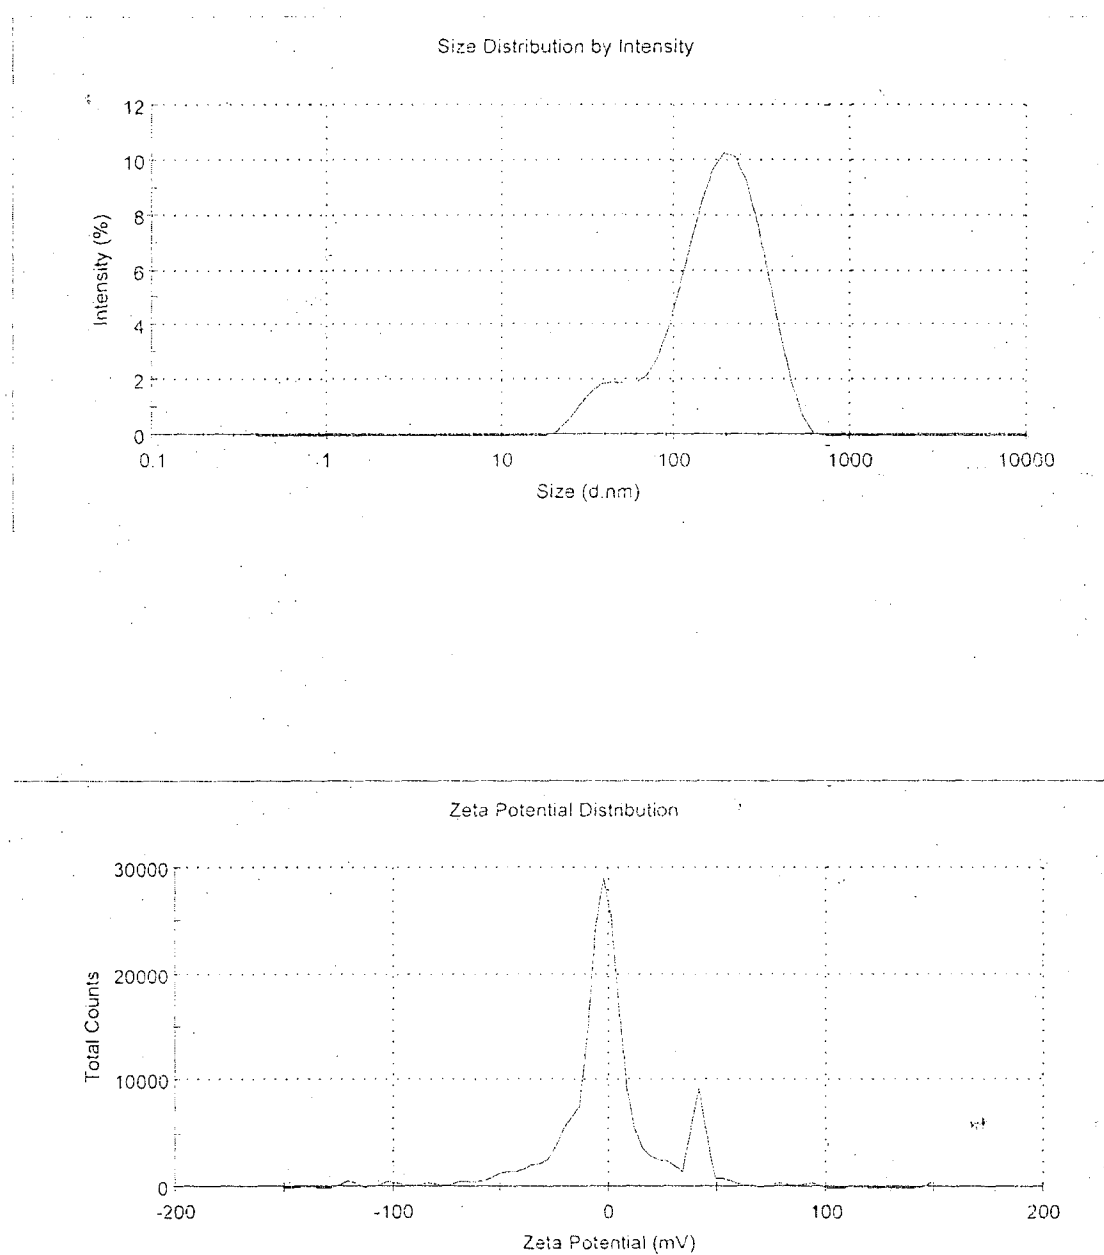 Size Distribution by Intensity
12
10
8
6
4
2
0
Intensity (%)
0.1 1 10 100 1000 10000
Size (d.nm)
Zeta Potential Distribution
30000
20000
10000
0
Total Counts
-200 -100 0 100 200
Zeta Potential (mV)